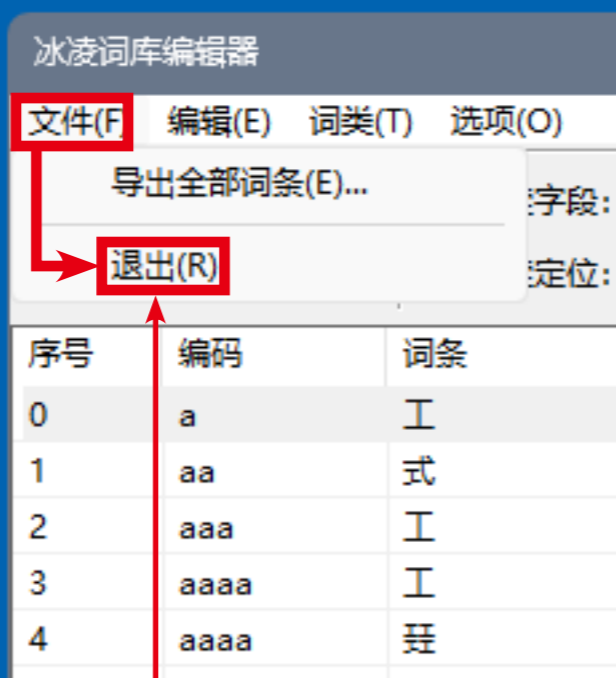 冰凌词库编辑器
文件(F) 编辑(E) 词类(T) 选项(O)
导出全部词条(E)...
字段:
退出(R)
定位:
序号 编码 词条
0 a 工
1 aa 式
2 aaa 工
3 aaaa 工
4 aaaa 㠭